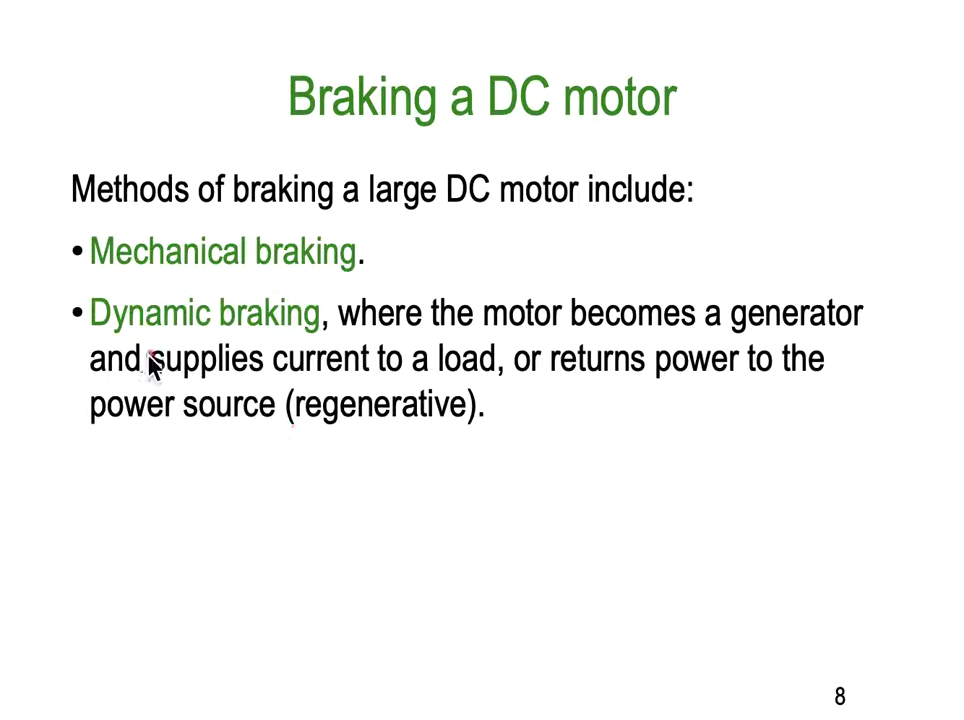 Braking a DC motor
Methods of braking a large DC motor include:
• Mechanical braking.
• Dynamic braking, where the motor becomes a generator
and supplies current to a load, or returns power to the
power source (regenerative).
8